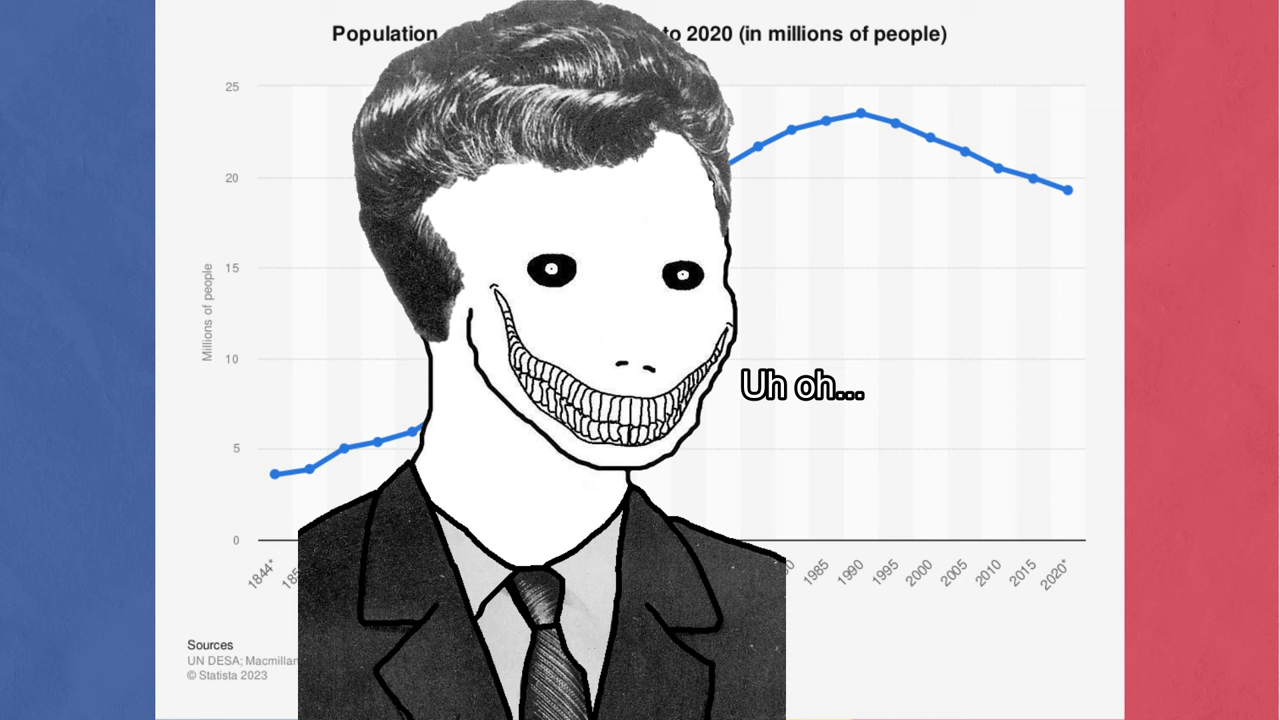 Population to 2020 (in millions of people)
25
20
15
10
5
0
Millions of people
Uh oh...
1844* 1985 1990 1995 2000 2005 2010 2015 2020*
Sources
UN DESA; Macmillan
© Statista 2023